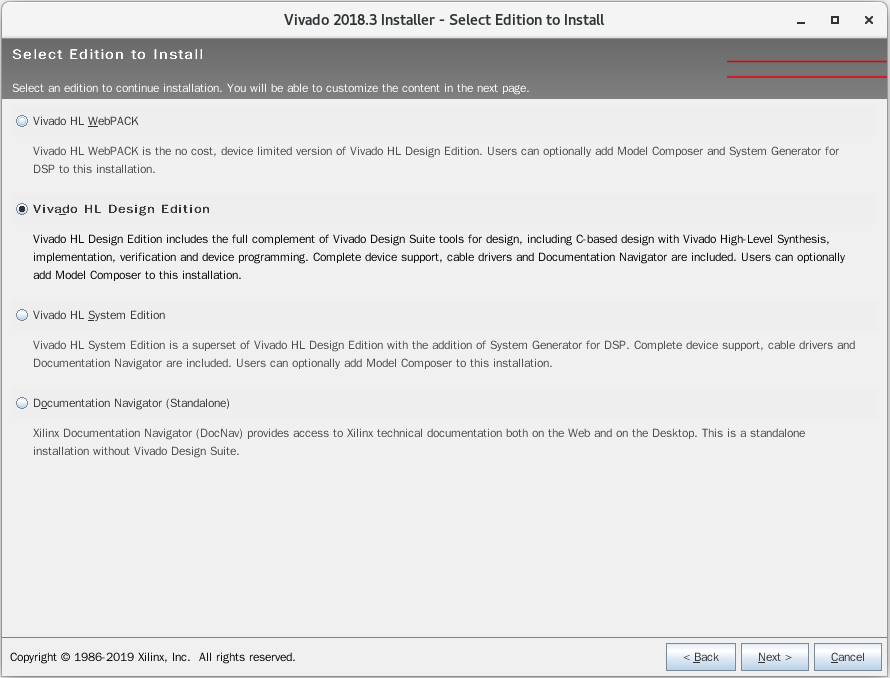 Vivado 2018.3 Installer - Select Edition to Install
Select Edition to Install
Select an edition to continue installation. You will be able to customize the content in the next page.
Vivado HL WebPACK
Vivado HL WebPACK is the no cost, device limited version of Vivado HL Design Edition. Users can optionally add Model Composer and System Generator for
DSP to this installation.
Vivado HL Design Edition
Vivado HL Design Edition includes the full complement of Vivado Design Suite tools for design, including C-based design with Vivado High-Level Synthesis,
implementation, verification and device programming. Complete device support, cable drivers and Documentation Navigator are included. Users can optionally
add Model Composer to this installation.
Vivado HL System Edition
Vivado HL System Edition is a superset of Vivado HL Design Edition with the addition of System Generator for DSP. Complete device support, cable drivers and
Documentation Navigator are included. Users can optionally add Model Composer to this installation.
Documentation Navigator (Standalone)
Xilinx Documentation Navigator (DocNav) provides access to Xilinx technical documentation both on the Web and on the Desktop. This is a standalone
installation without Vivado Design Suite.
Copyright © 1986-2019 Xilinx, Inc. All rights reserved.
< Back
Next >
Cancel